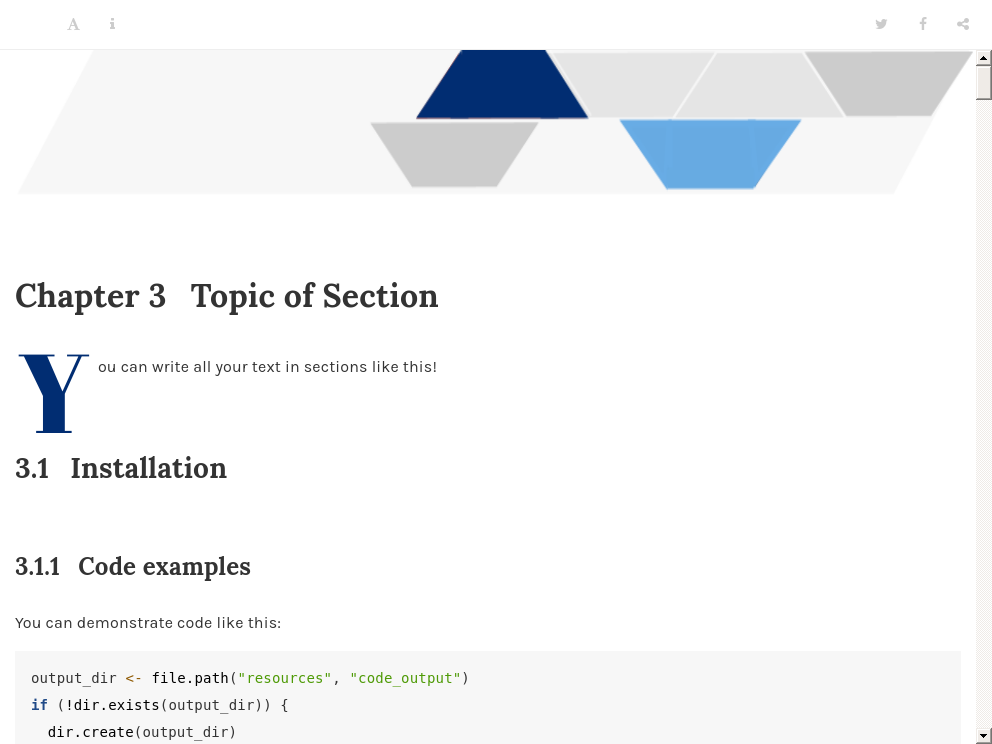 Chapter 3 Topic of Section
You can write all your text in sections like this!
3.1 Installation
3.1.1 Code examples
You can demonstrate code like this:
output_dir <- file.path("resources", "code_output")
if (!dir.exists(output_dir)) {
  dir.create(output_dir)